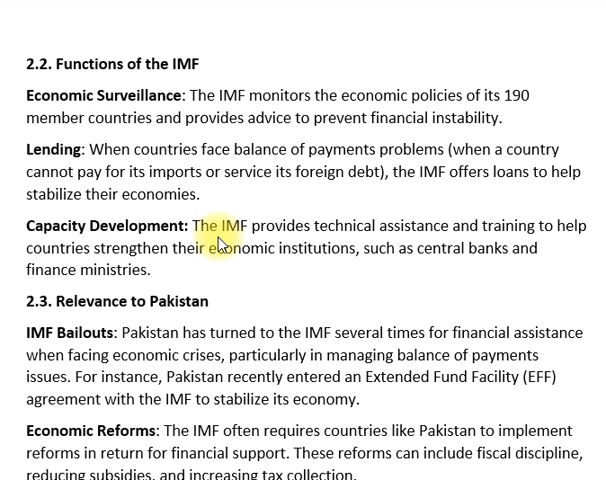 2.2. Functions of the IMF
Economic Surveillance: The IMF monitors the economic policies of its 190
member countries and provides advice to prevent financial instability.
Lending: When countries face balance of payments problems (when a country
cannot pay for its imports or service its foreign debt), the IMF offers loans to help
stabilize their economies.
Capacity Development: The IMF provides technical assistance and training to help
countries strengthen their economic institutions, such as central banks and
finance ministries.
2.3. Relevance to Pakistan
IMF Bailouts: Pakistan has turned to the IMF several times for financial assistance
when facing economic crises, particularly in managing balance of payments
issues. For instance, Pakistan recently entered an Extended Fund Facility (EFF)
agreement with the IMF to stabilize its economy.
Economic Reforms: The IMF often requires countries like Pakistan to implement
reforms in return for financial support. These reforms can include fiscal discipline,
reducing subsidies, and increasing tax collection.